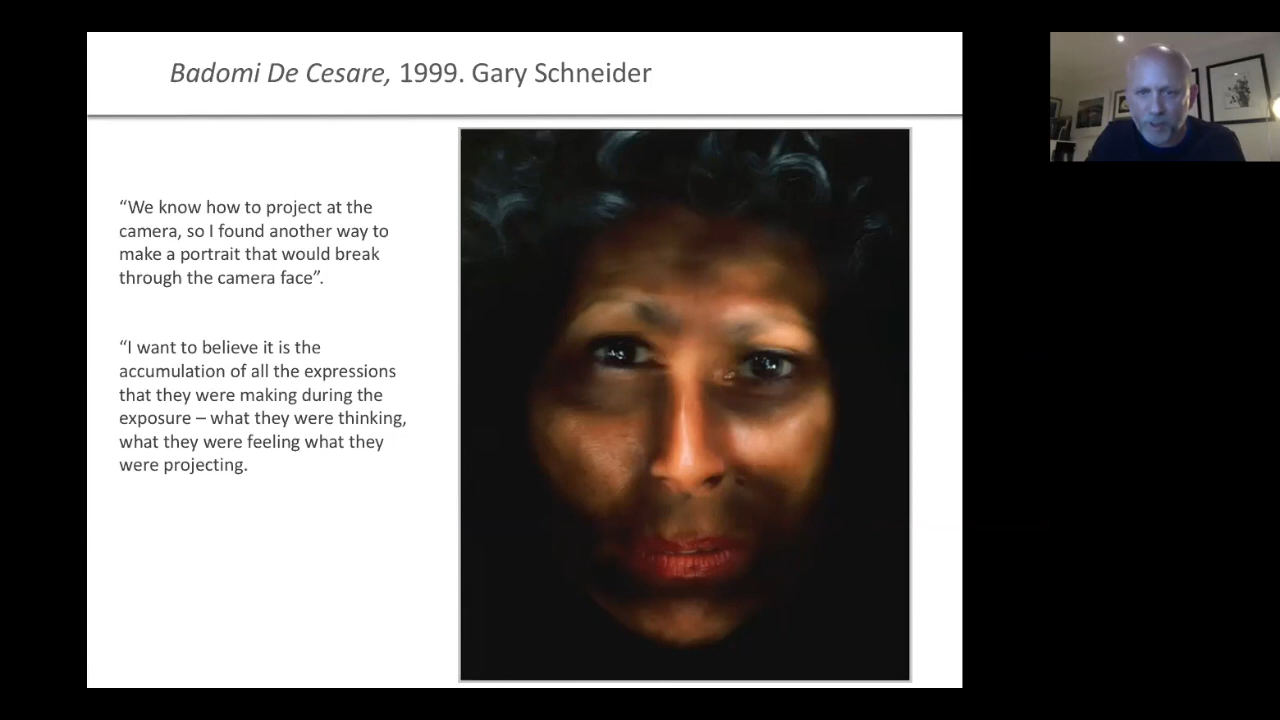 Badomi De Cesare, 1999. Gary Schneider
“We know how to project at the
camera, so I found another way to
make a portrait that would break
through the camera face”.
“I want to believe it is the
accumulation of all the expressions
that they were making during the
exposure – what they were thinking,
what they were feeling what they
were projecting.